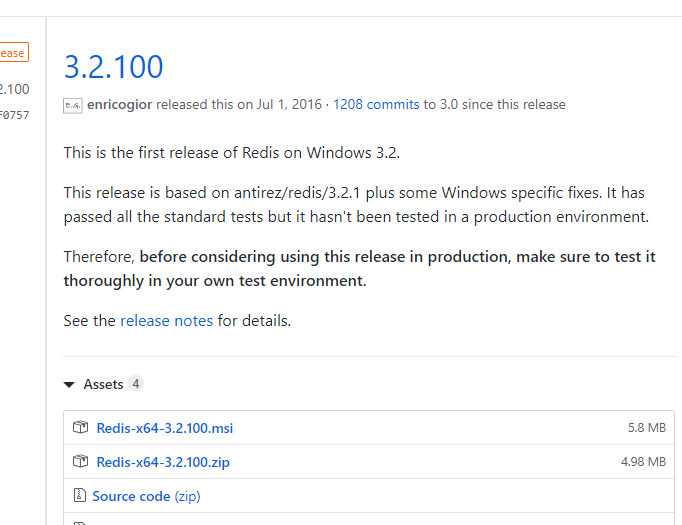 ease
3.2.100
2.100
E.G. enricogior released this on Jul 1, 2016 · 1208 commits to 3.0 since this release
F0757
This is the first release of Redis on Windows 3.2.
This release is based on antirez/redis/3.2.1 plus some Windows specific fixes. It has
passed all the standard tests but it hasn't been tested in a production environment.
Therefore, before considering using this release in production, make sure to test it
thoroughly in your own test environment.
See the release notes for details.
Assets 4
Redis-x64-3.2.100.msi 5.8 MB
Redis-x64-3.2.100.zip 4.98 MB
Source code (zip)